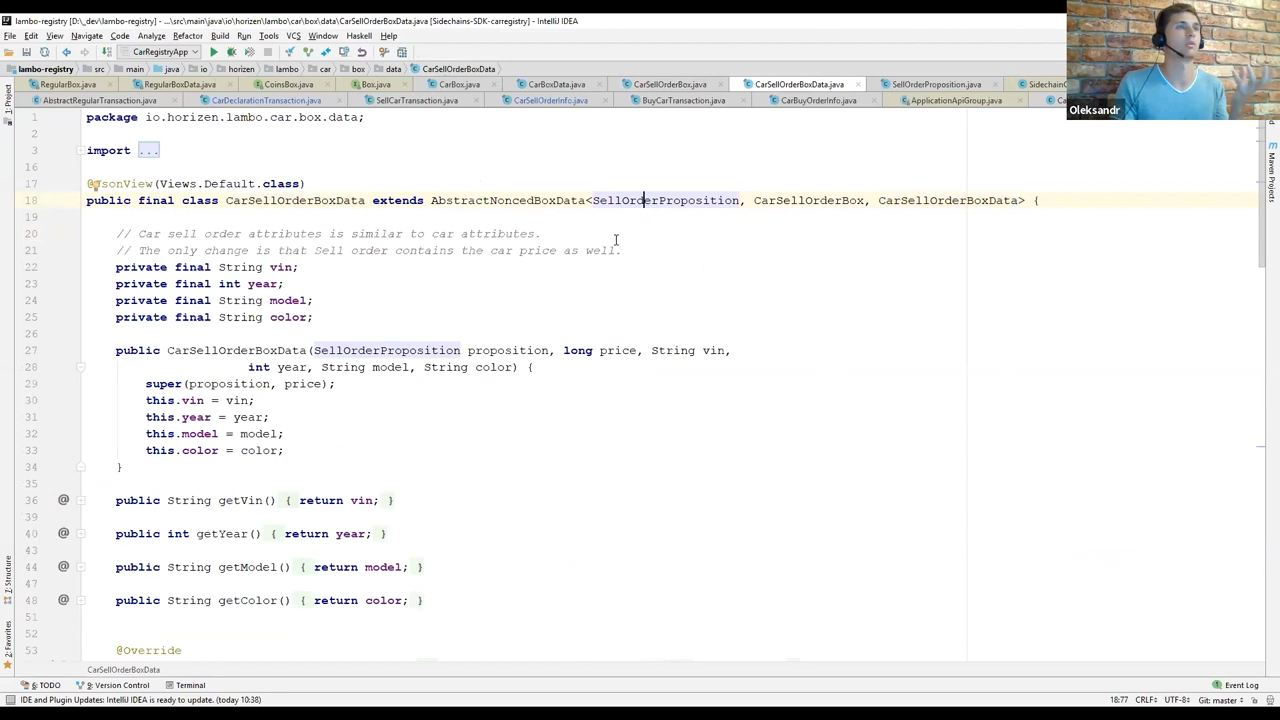 lambo-registry [D:\_dev\lambo-registry] - ...\src\main\java\io\horizen\lambo\car\box\data\CarSellOrderBoxData.java [Sidechains-SDK-carregistry] - IntelliJ IDEA
File Edit View Navigate Code Analyze Refactor Build Run Tools VCS Window Haskell Help
CarRegistryApp
lambo-registry src main java io horizen lambo car box data CarSellOrderBoxData
RegularBox.java RegularBoxData.java CoinsBox.java Box.java CarBox.java CarBoxData.java CarSellOrderBox.java CarSellOrderBoxData.java SellOrderProposition.java Sidechain
AbstractRegularTransaction.java CarDeclarationTransaction.java SellCarTransaction.java CarSellOrderInfo.java BuyCarTransaction.java CarBuyOrderInfo.java ApplicationApiGroup.java
Oleksandr
1: Project
Maven Projects
7: Structure
2: Favorites
1 package io.horizen.lambo.car.box.data;
2
3 import ...
16
17 @JsonView(Views.Default.class)
18 public final class CarSellOrderBoxData extends AbstractNoncedBoxData<SellOrderProposition, CarSellOrderBox, CarSellOrderBoxData> {
19
20 // Car sell order attributes is similar to car attributes.
21 // The only change is that Sell order contains the car price as well.
22 private final String vin;
23 private final int year;
24 private final String model;
25 private final String color;
26
27 public CarSellOrderBoxData(SellOrderProposition proposition, long price, String vin,
28 int year, String model, String color) {
29 super(proposition, price);
30 this.vin = vin;
31 this.year = year;
32 this.model = model;
33 this.color = color;
34 }
35
36 public String getVin() { return vin; }
39
40 public int getYear() { return year; }
43
44 public String getModel() { return model; }
47
48 public String getColor() { return color; }
51
52
53 @Override
CarSellOrderBoxData
6: TODO 9: Version Control Terminal Event Log
IDE and Plugin Updates: IntelliJ IDEA is ready to update. (today 10:38) 18:77 CRLF÷ UTF-8÷ Git: master÷